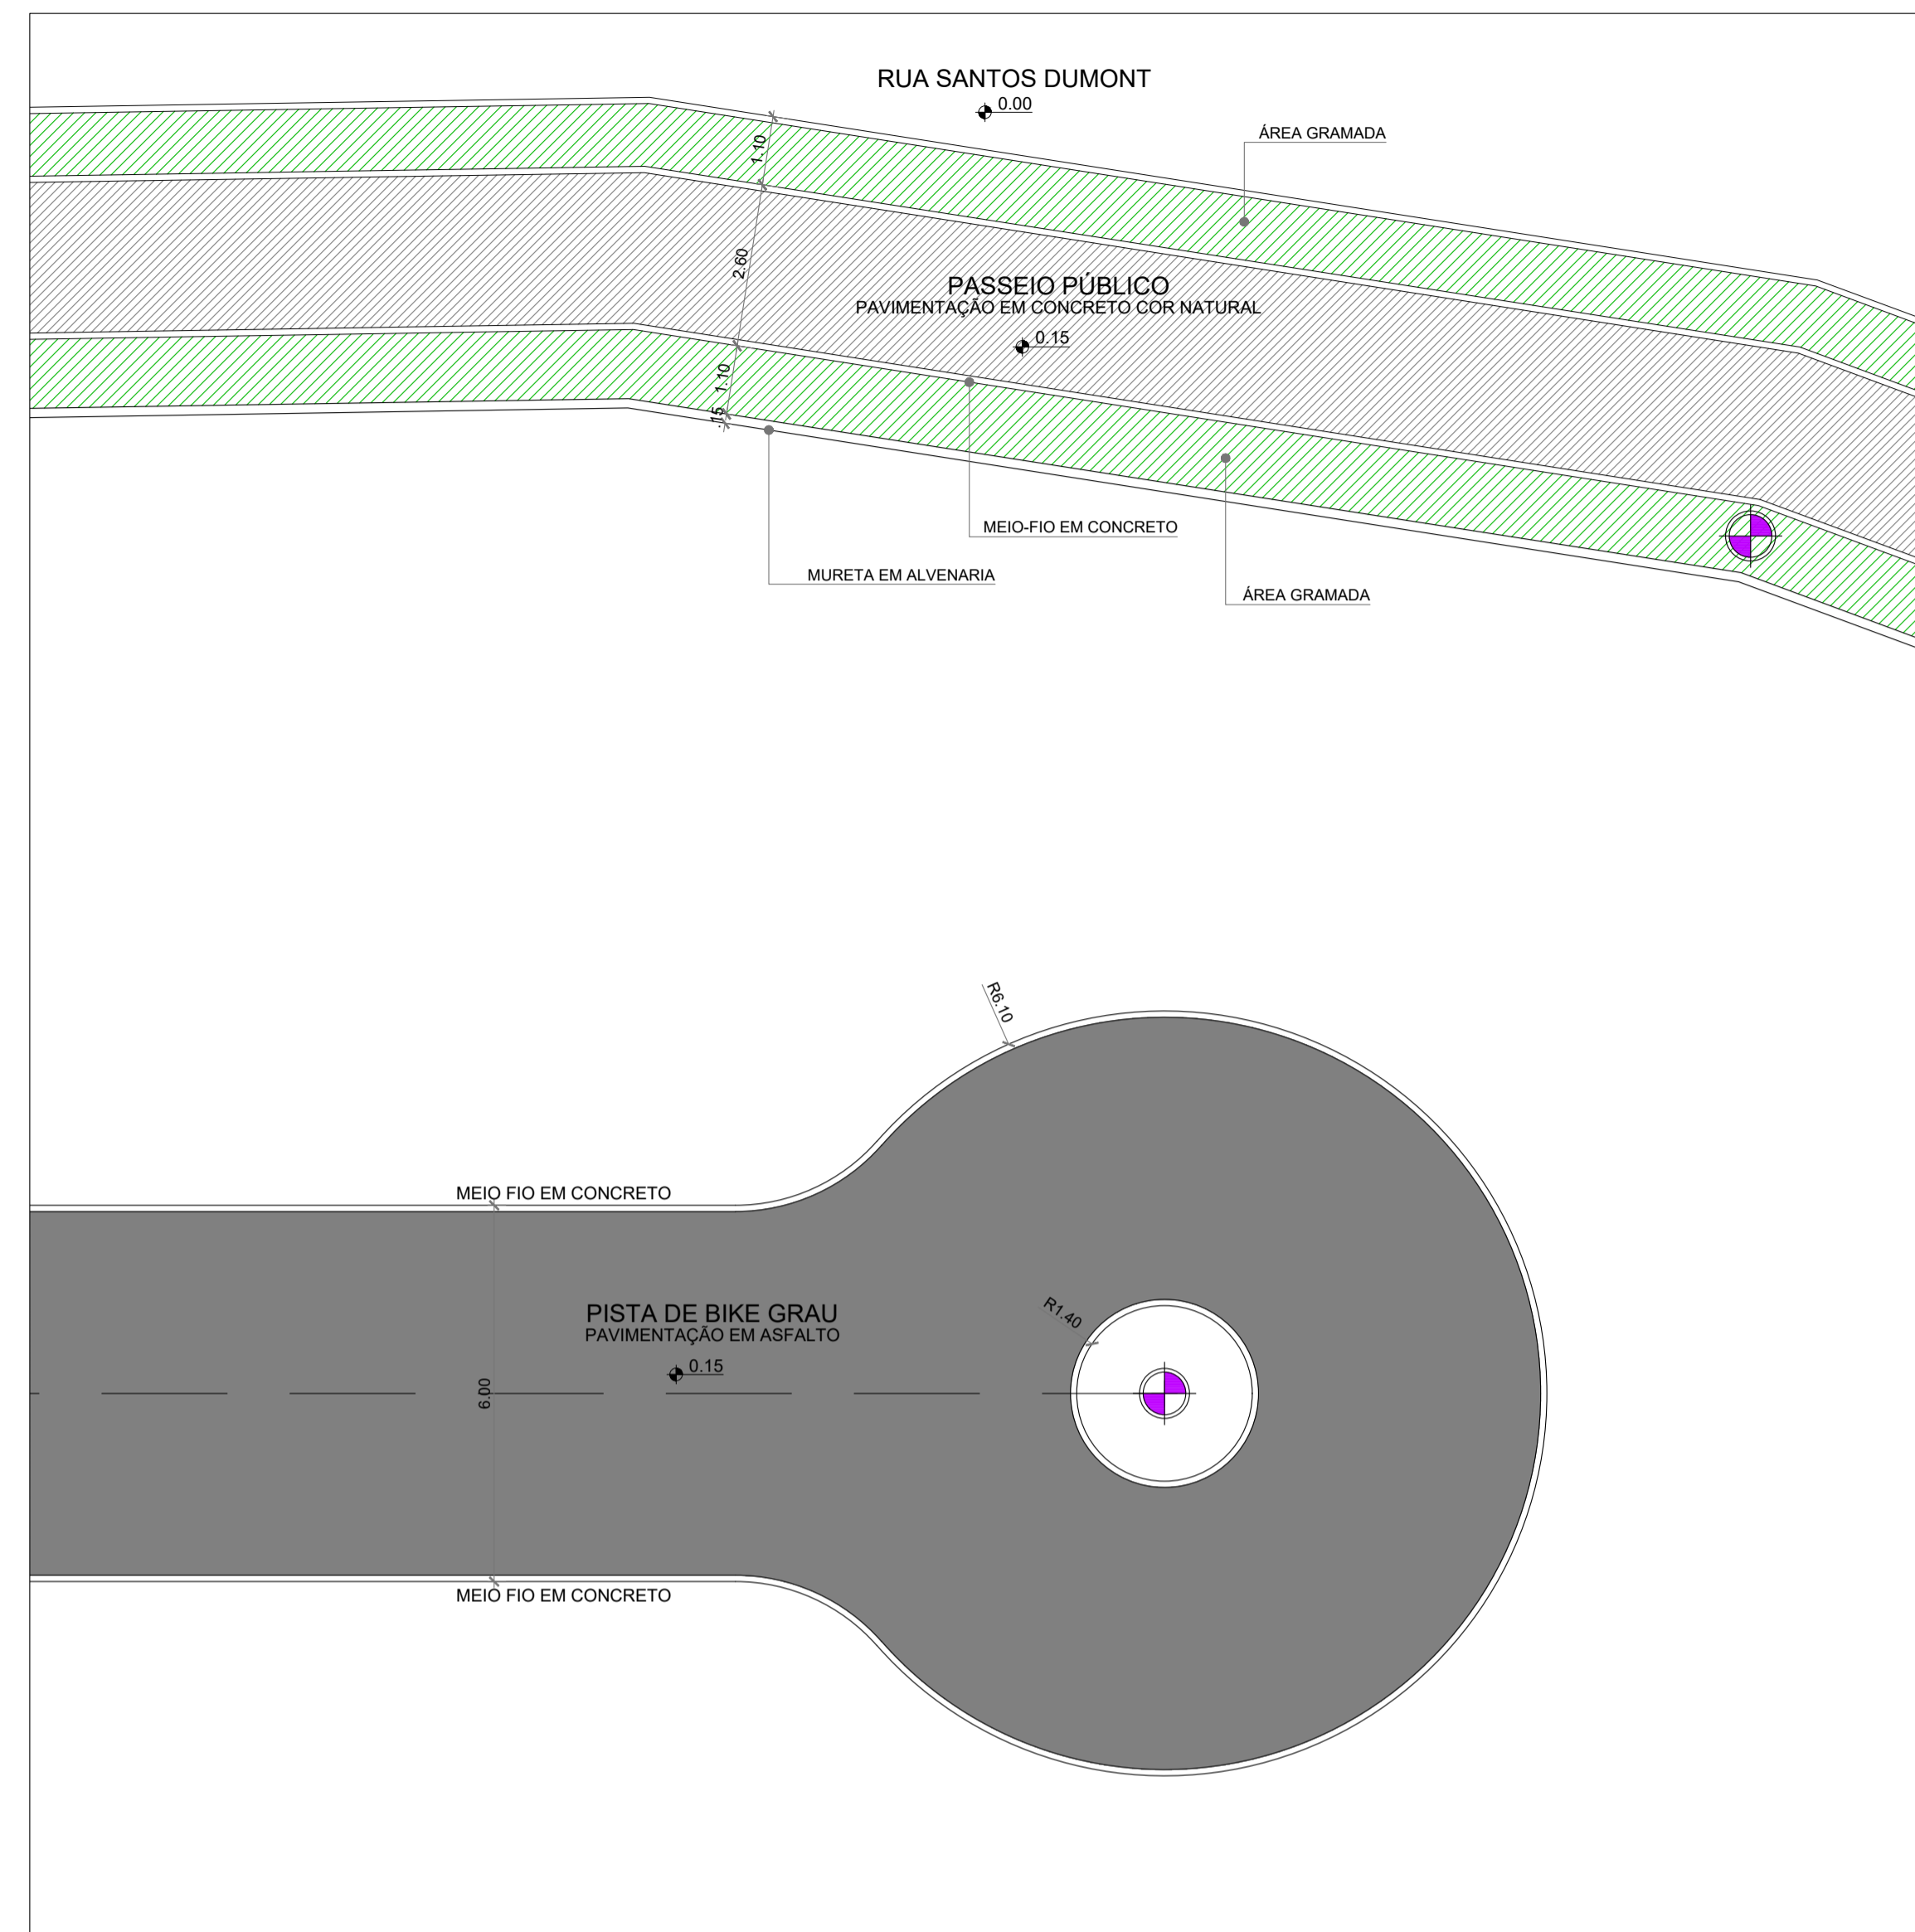 RUA SANTOS DUMONT
0.00
ÁREA GRAMADA
1.10
2.60
PASSEIO PÚBLICO
PAVIMENTAÇÃO EM CONCRETO COR NATURAL
0.15
1.10
.15
MEIO-FIO EM CONCRETO
MURETA EM ALVENARIA
ÁREA GRAMADA
R6.10
MEIO FIO EM CONCRETO
R1.40
PISTA DE BIKE GRAU
PAVIMENTAÇÃO EM ASFALTO
0.15
6.00
MEIO FIO EM CONCRETO